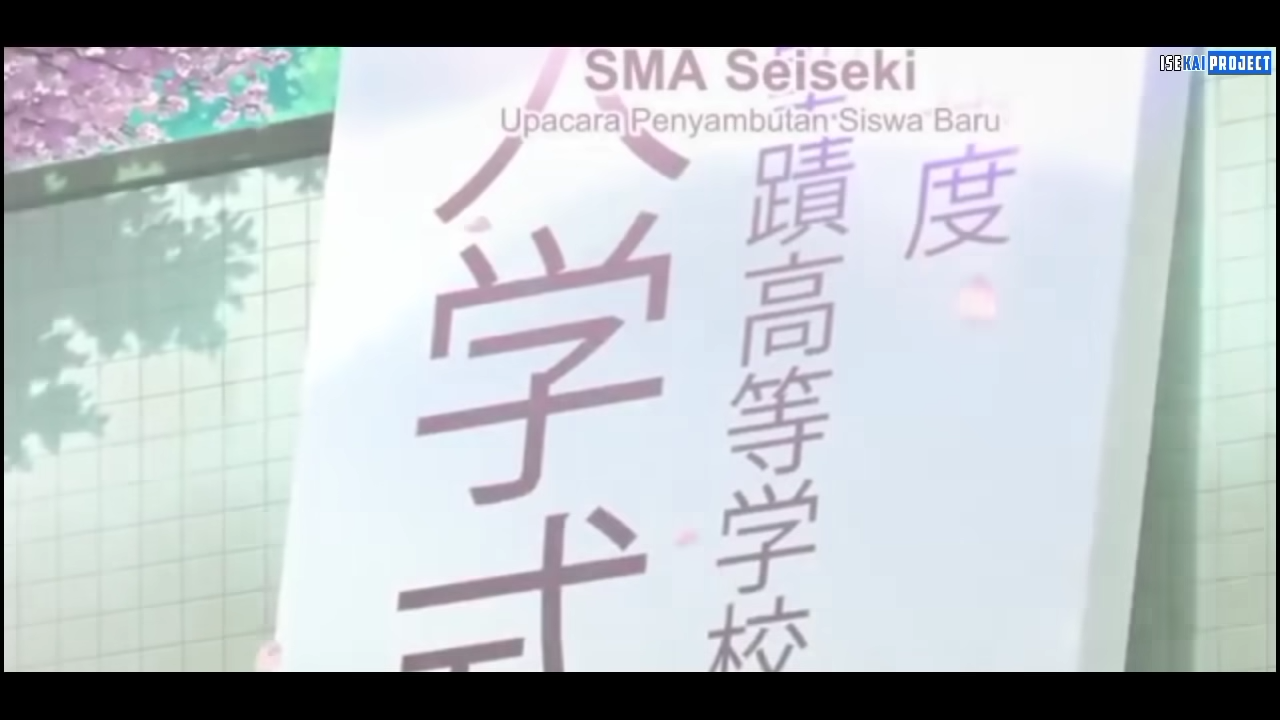 SMA Seiseki
Upacara Penyambutan Siswa Baru
ISEKAI PROJECT
度
蹟高等学校
入学式